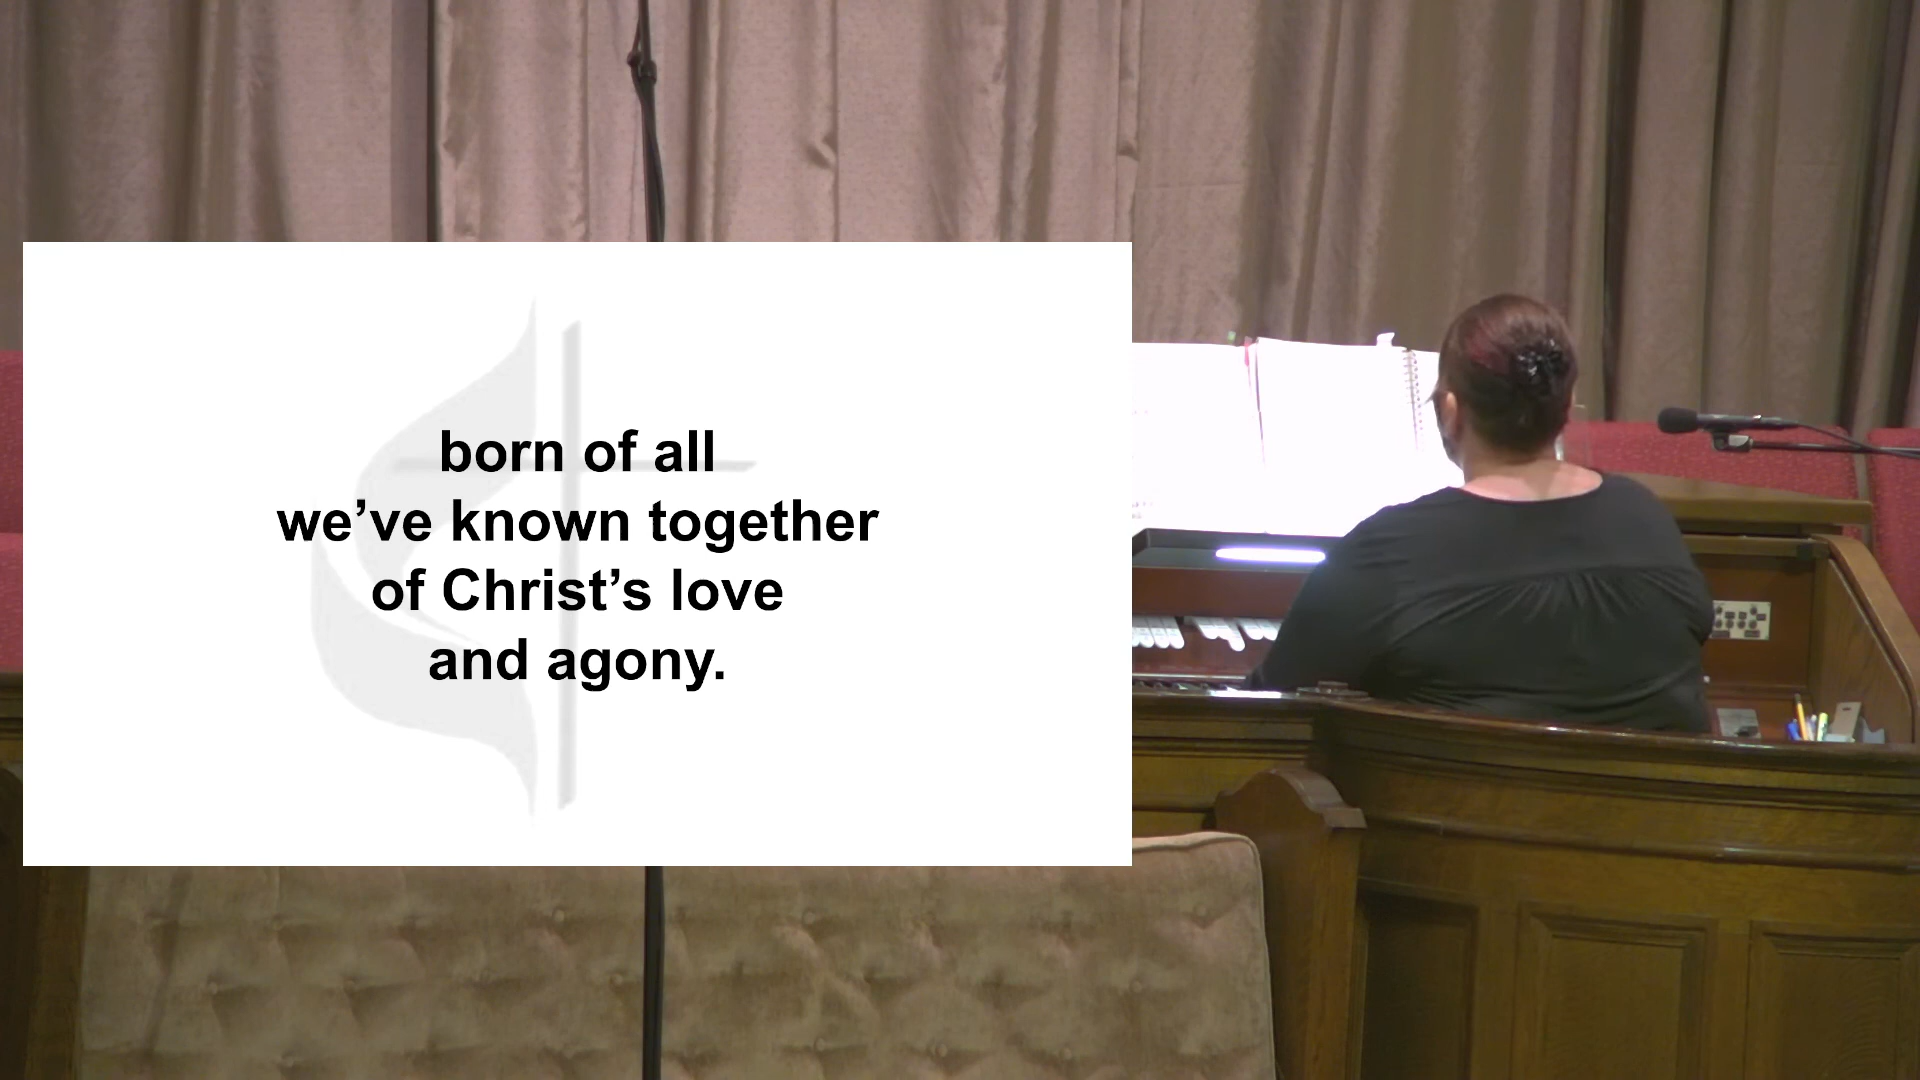 born of all
we’ve known together
of Christ’s love
and agony.